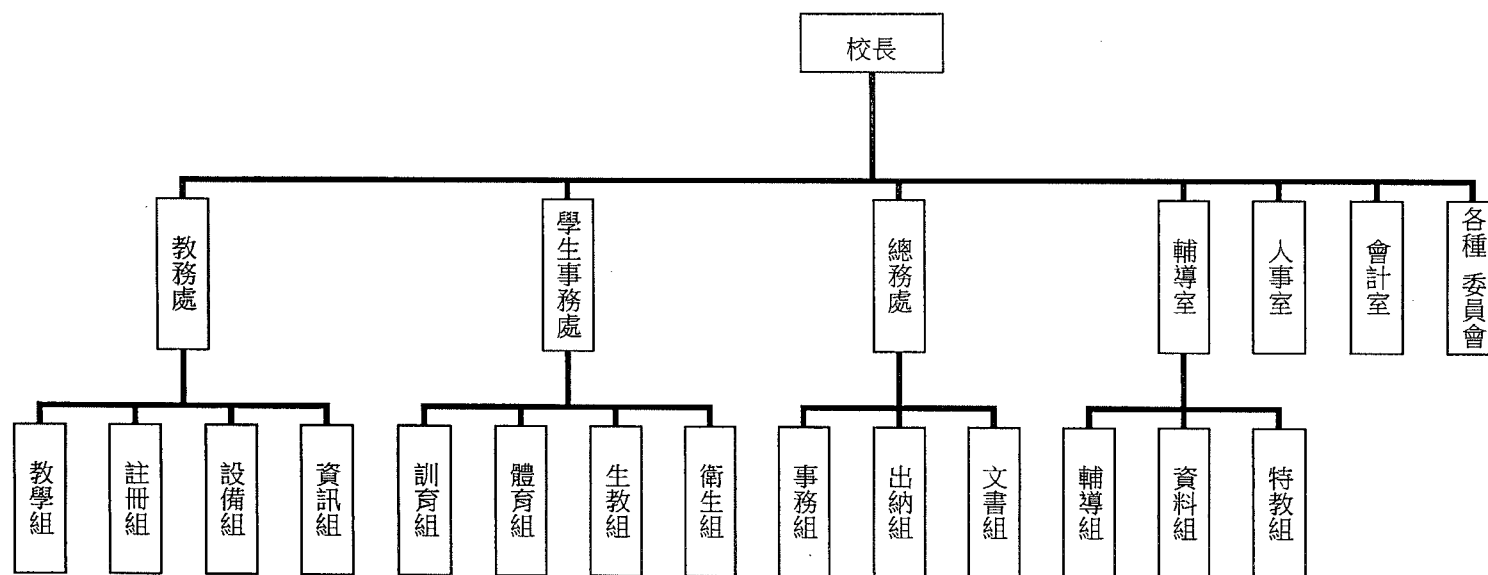 校長
教務處
學生事務處
總務處
輔導室
人事室
會計室
各種 委員會
教學組
註冊組
設備組
資訊組
訓育組
體育組
生教組
衛生組
事務組
出納組
文書組
輔導組
資料組
特教組